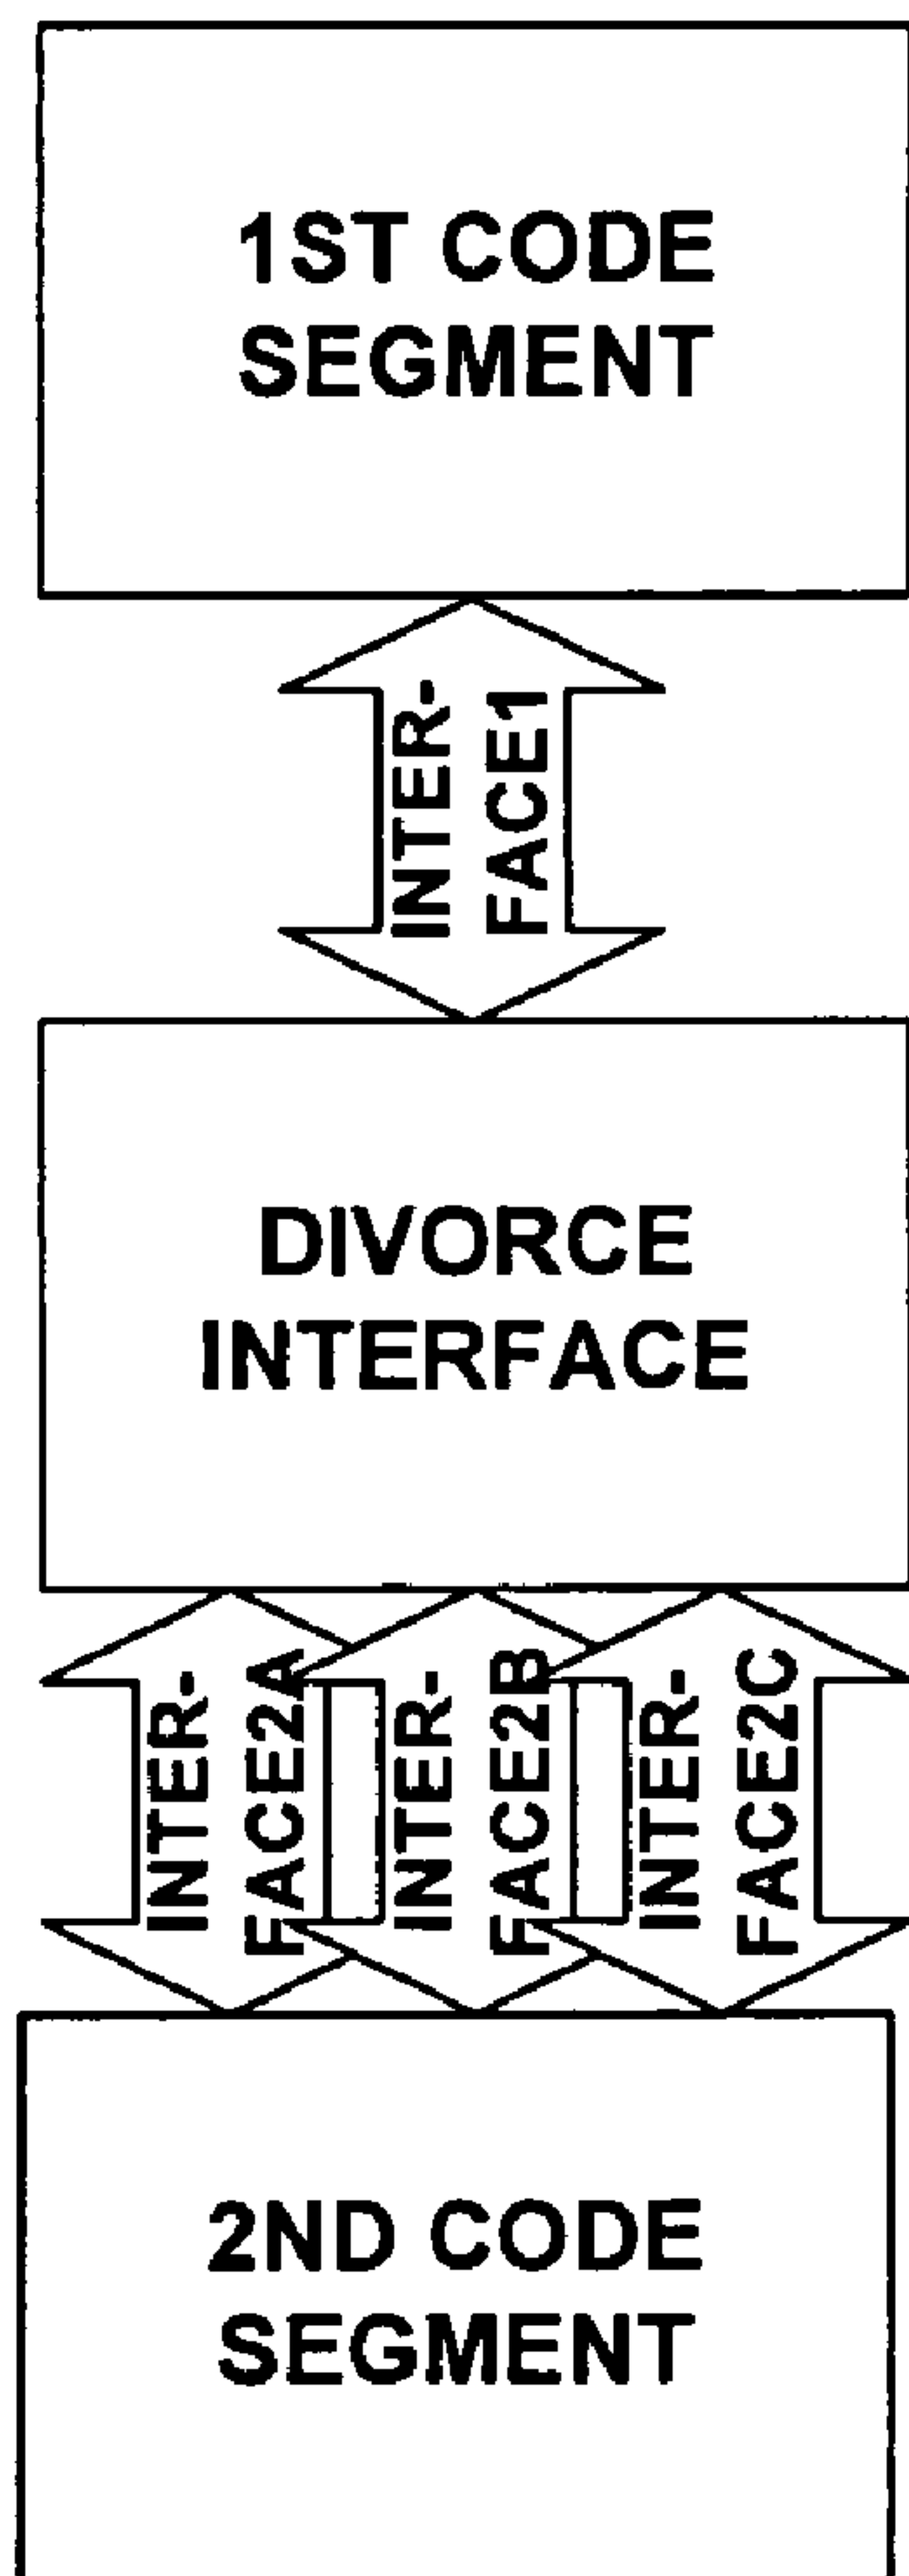 1ST CODE
SEGMENT
INTER-
FACE1
DIVORCE
INTERFACE
INTER-
FACE2A
INTER-
FACE2B
INTER-
FACE2C
2ND CODE
SEGMENT